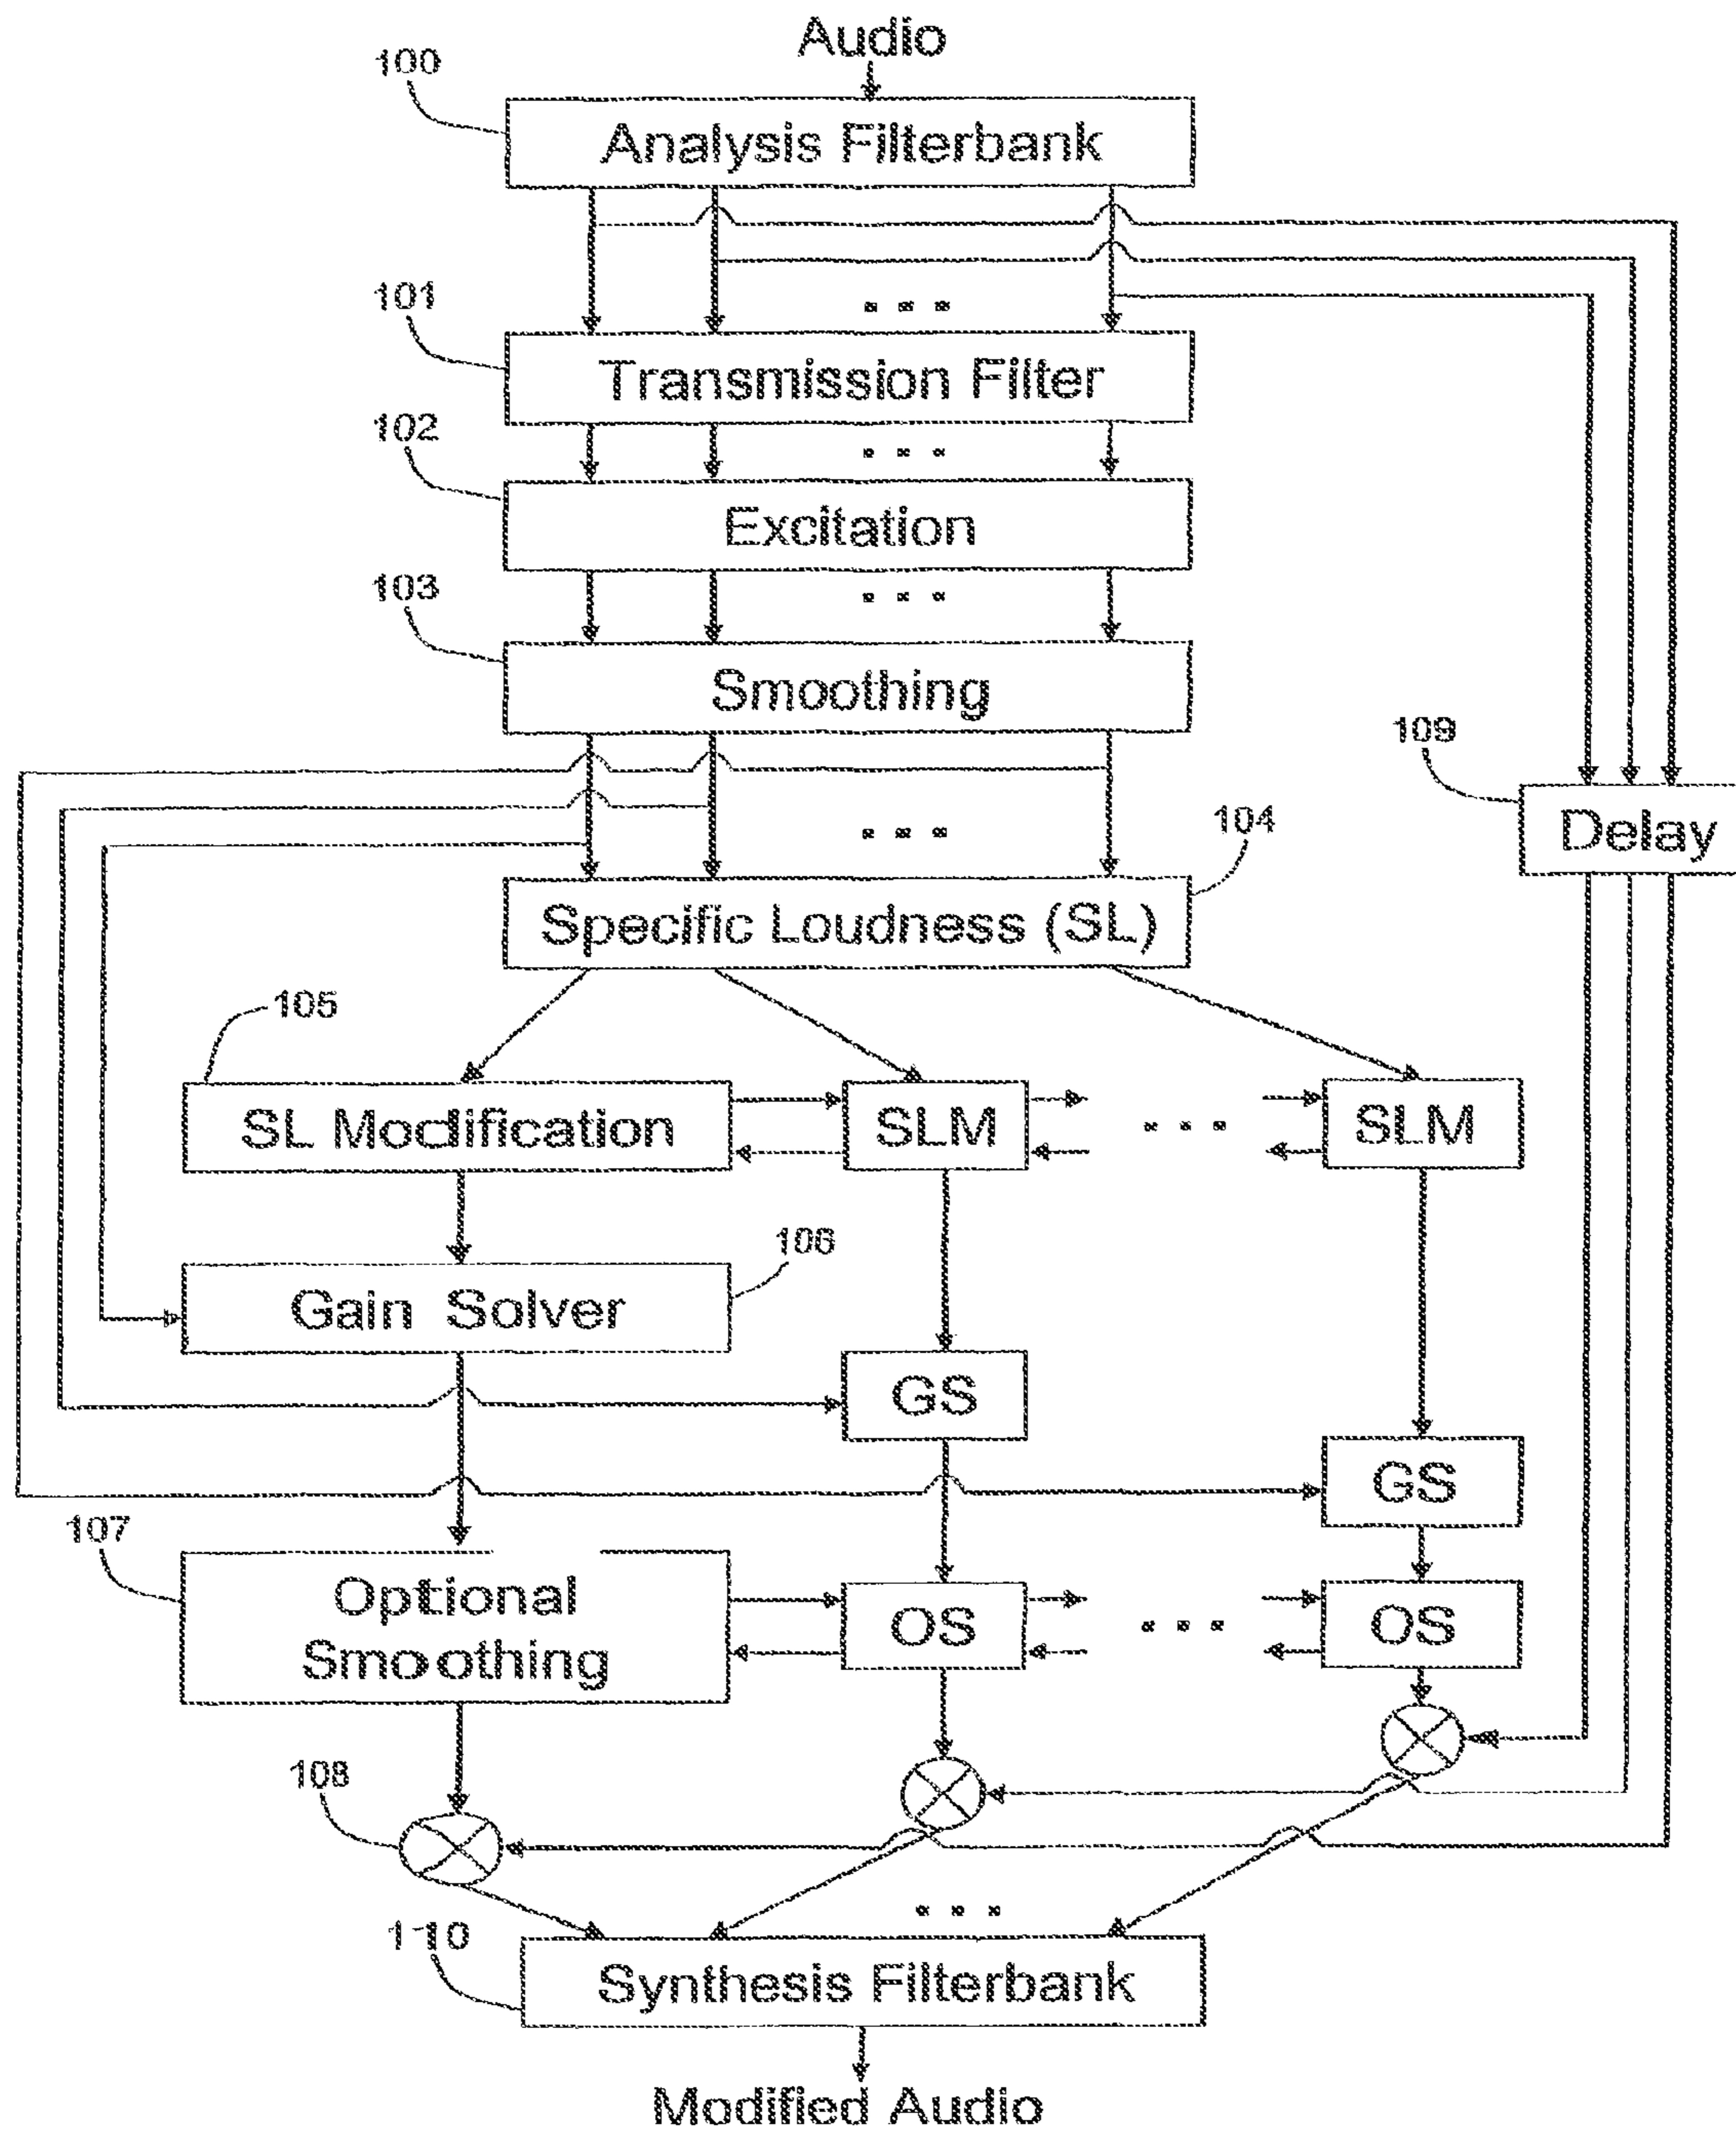 Audio
100
Analysis Filterbank
101
Transmission Filter
102
Excitation
103
Smoothing
109
Delay
104
Specific Loudness (SL)
105
SL Modification
SLM
SLM
106
Gain Solver
GS
GS
107
Optional
Smoothing
OS
OS
108
110
Synthesis Filterbank
Modified Audio